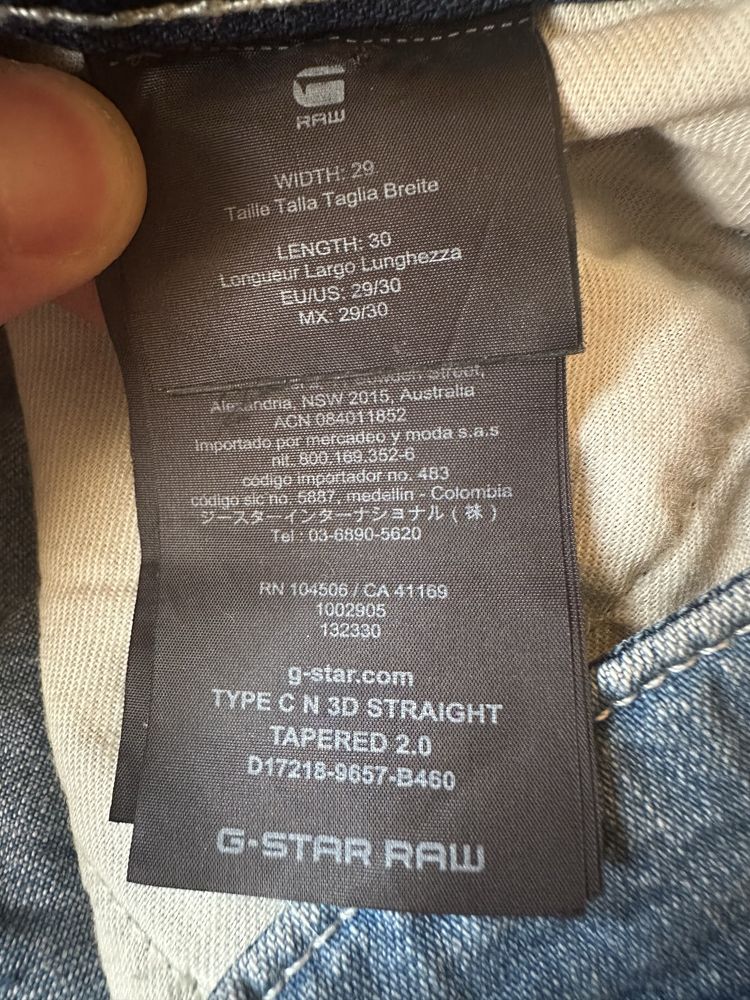 RAW
WIDTH: 29
Taille Talla Taglia Breite
LENGTH: 30
Longueur Largo Lunghezza
EU/US: 29/30
MX: 29/30
Street,
Alexandria, NSW 2015, Australia
ACN 084011852
Importado por mercadeo y moda s.a.s
nit. 800.169.352-6
código importador no. 483
código sic no. 5887. medellin - Colombia
ジースターインターナショナル ( 株 )
Tel : 03-6890-5620
RN 104506 / CA 41169
1002905
132330
g-star.com
TYPE C N 3D STRAIGHT
TAPERED 2.0
D17218-9657-B460
G-STAR RAW